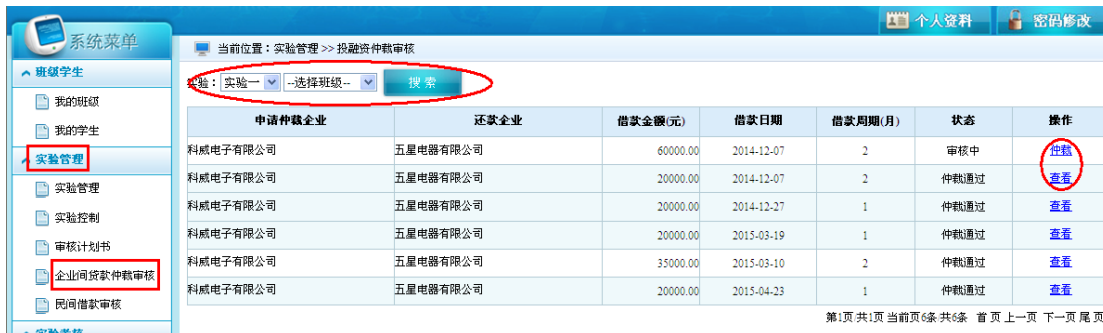 个人资料 密码修改
系统菜单
当前位置：实验管理 >> 投融资仲裁审核
班级学生
我的班级
我的学生
实验管理
实验管理
实验控制
审核计划书
企业间贷款仲裁审核
民间借款审核
实验考核
实验： 实验一 --选择班级-- 搜 索
申请仲裁企业 还款企业 借款金额(元) 借款日期 借款周期(月) 状态 操作
科威电子有限公司 五星电器有限公司 60000.00 2014-12-07 2 审核中 仲裁
科威电子有限公司 五星电器有限公司 20000.00 2014-12-07 2 仲裁通过 查看
科威电子有限公司 五星电器有限公司 20000.00 2014-12-27 1 仲裁通过 查看
科威电子有限公司 五星电器有限公司 20000.00 2015-03-19 1 仲裁通过 查看
科威电子有限公司 五星电器有限公司 35000.00 2015-03-10 2 仲裁通过 查看
科威电子有限公司 五星电器有限公司 20000.00 2015-04-23 1 仲裁通过 查看
第1页/共1页 当前页6条/共6条 首 页 上一页 下一页 尾 页